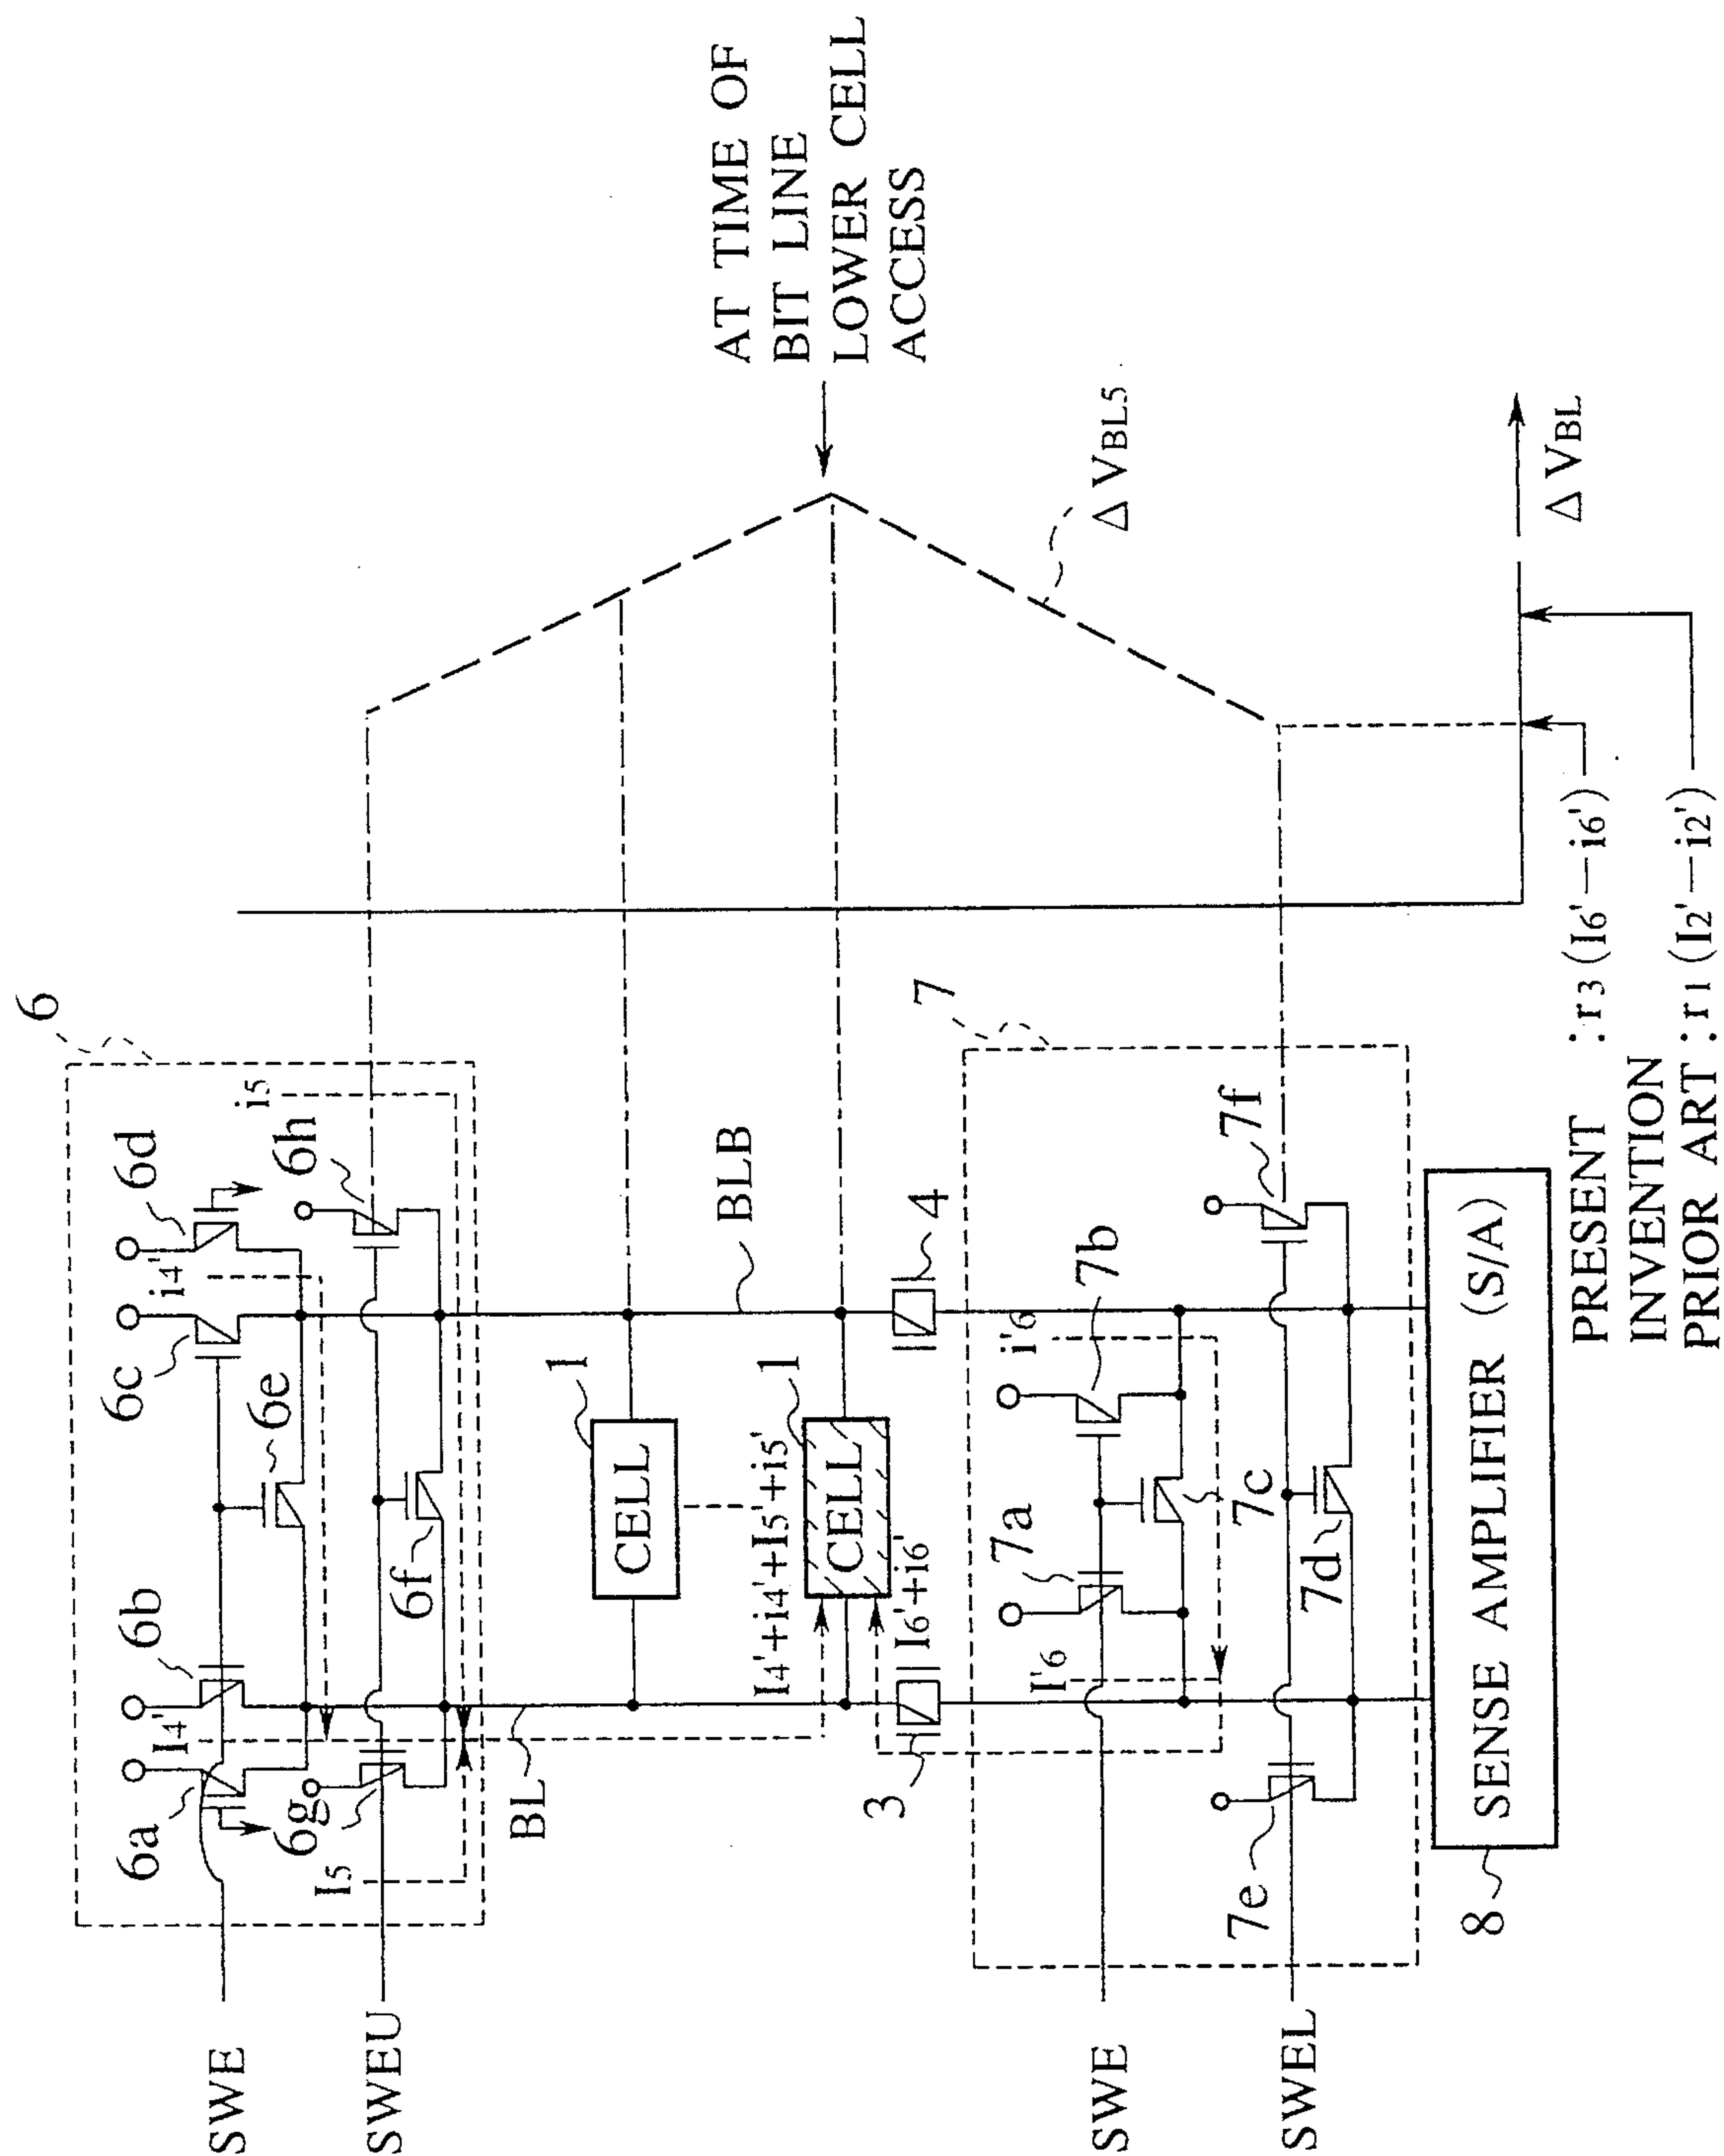 6
6a
6b
6c
6d
I4'
i4'
6e
i5
6h
SWE
6g
6f
I5
SWEU
BL
BLB
CELL
1
I4'+i4'+I5'+i5'
CELL
1
3
I6'+i6'
4
7
7a
7b
I'6
i'6
SWE
7c
7e
7d
7f
SWEL
8
SENSE AMPLIFIER (S/A)
AT TIME OF
BIT LINE
LOWER CELL
ACCESS
ΔVBL5
ΔVBL
PRESENT : r3 (I6'—i6')
INVENTION
PRIOR ART : r1 (I2'—i2')